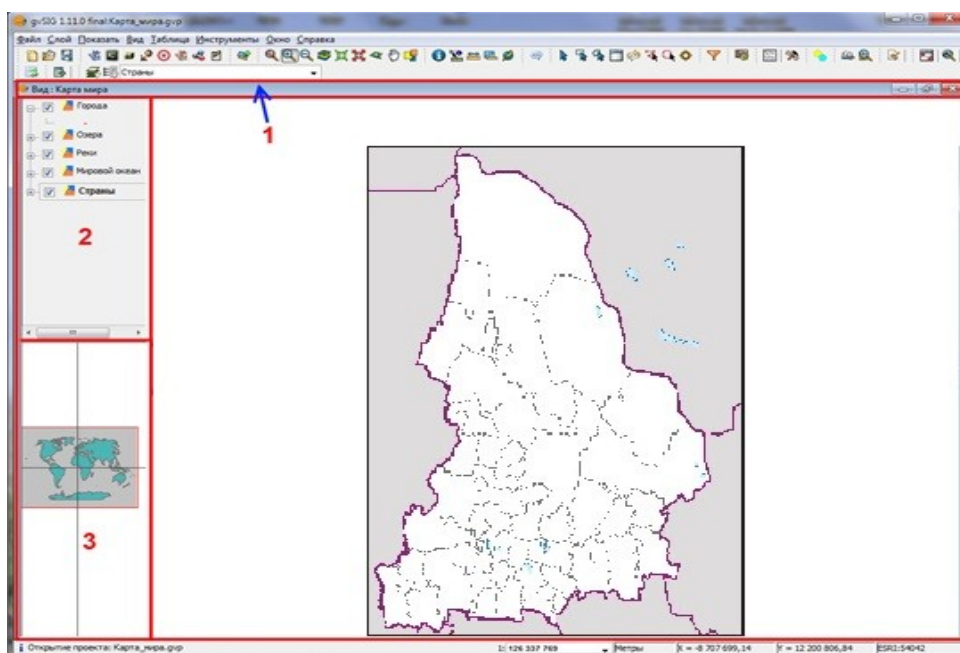 gvSIG 1.11.0 final:Карта_мира.gvp
Файл Слой Показать Вид Таблица Инструменты Окно Справка
Страны
Вид : Карта мира
1
Города
Озера
Реки
Мировой океан
Страны
2
3
Открытие проекта: Карта_мира.gvp 1: 126 337 769 Метры X = -8 707 699,14 Y = 12 200 806,84 ESRI:54042